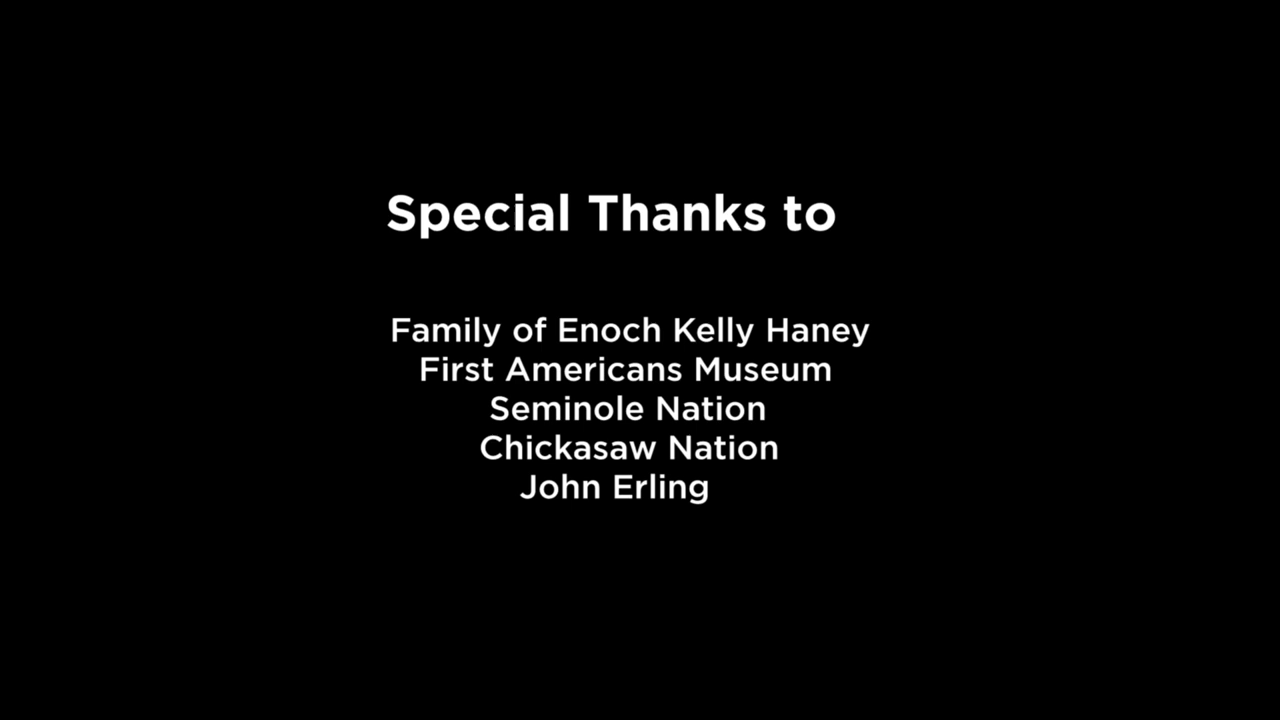 Special Thanks to
Family of Enoch Kelly Haney
First Americans Museum
Seminole Nation
Chickasaw Nation
John Erling